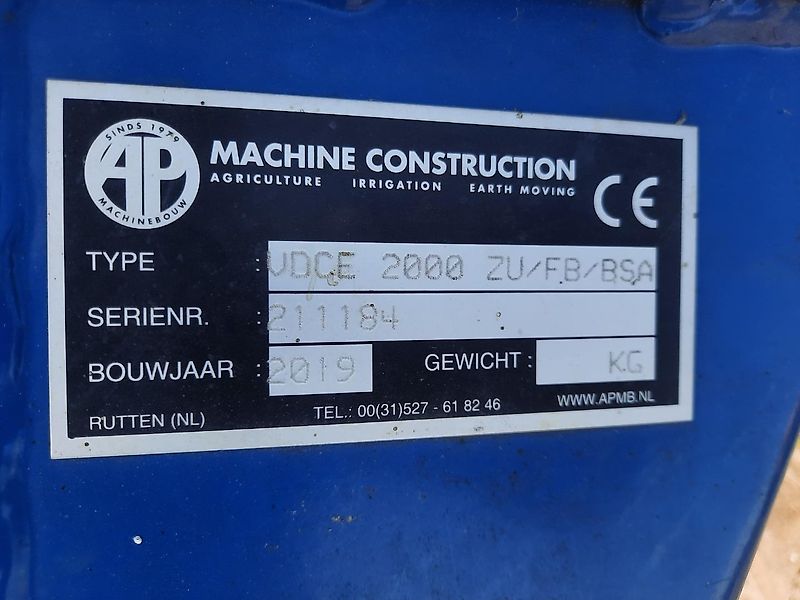 SINDS 1979
AP
MACHINEBOUW
MACHINE CONSTRUCTION
AGRICULTURE IRRIGATION EARTH MOVING
CE
TYPE : VDCE 2000 ZU/FB/BSA
SERIENR. : 211184
BOUWJAAR : 2019 GEWICHT : KG
RUTTEN (NL) TEL.: 00(31)527 - 61 82 46 WWW.APMB.NL